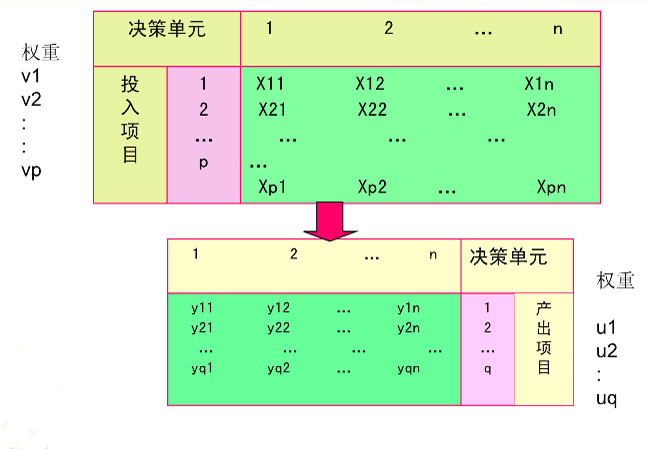 决策单元 1 2 … n
权重
v1
v2
:
:
vp
投入项目
1 X11 X12 … X1n
2 X21 X22 … X2n
… … … …
p …
Xp1 Xp2 … Xpn
1 2 … n 决策单元
y11 y12 … y1n 1
y21 y22 … y2n 2
… … … … …
yq1 yq2 … yqn q
产出项目
权重
u1
u2
:
uq